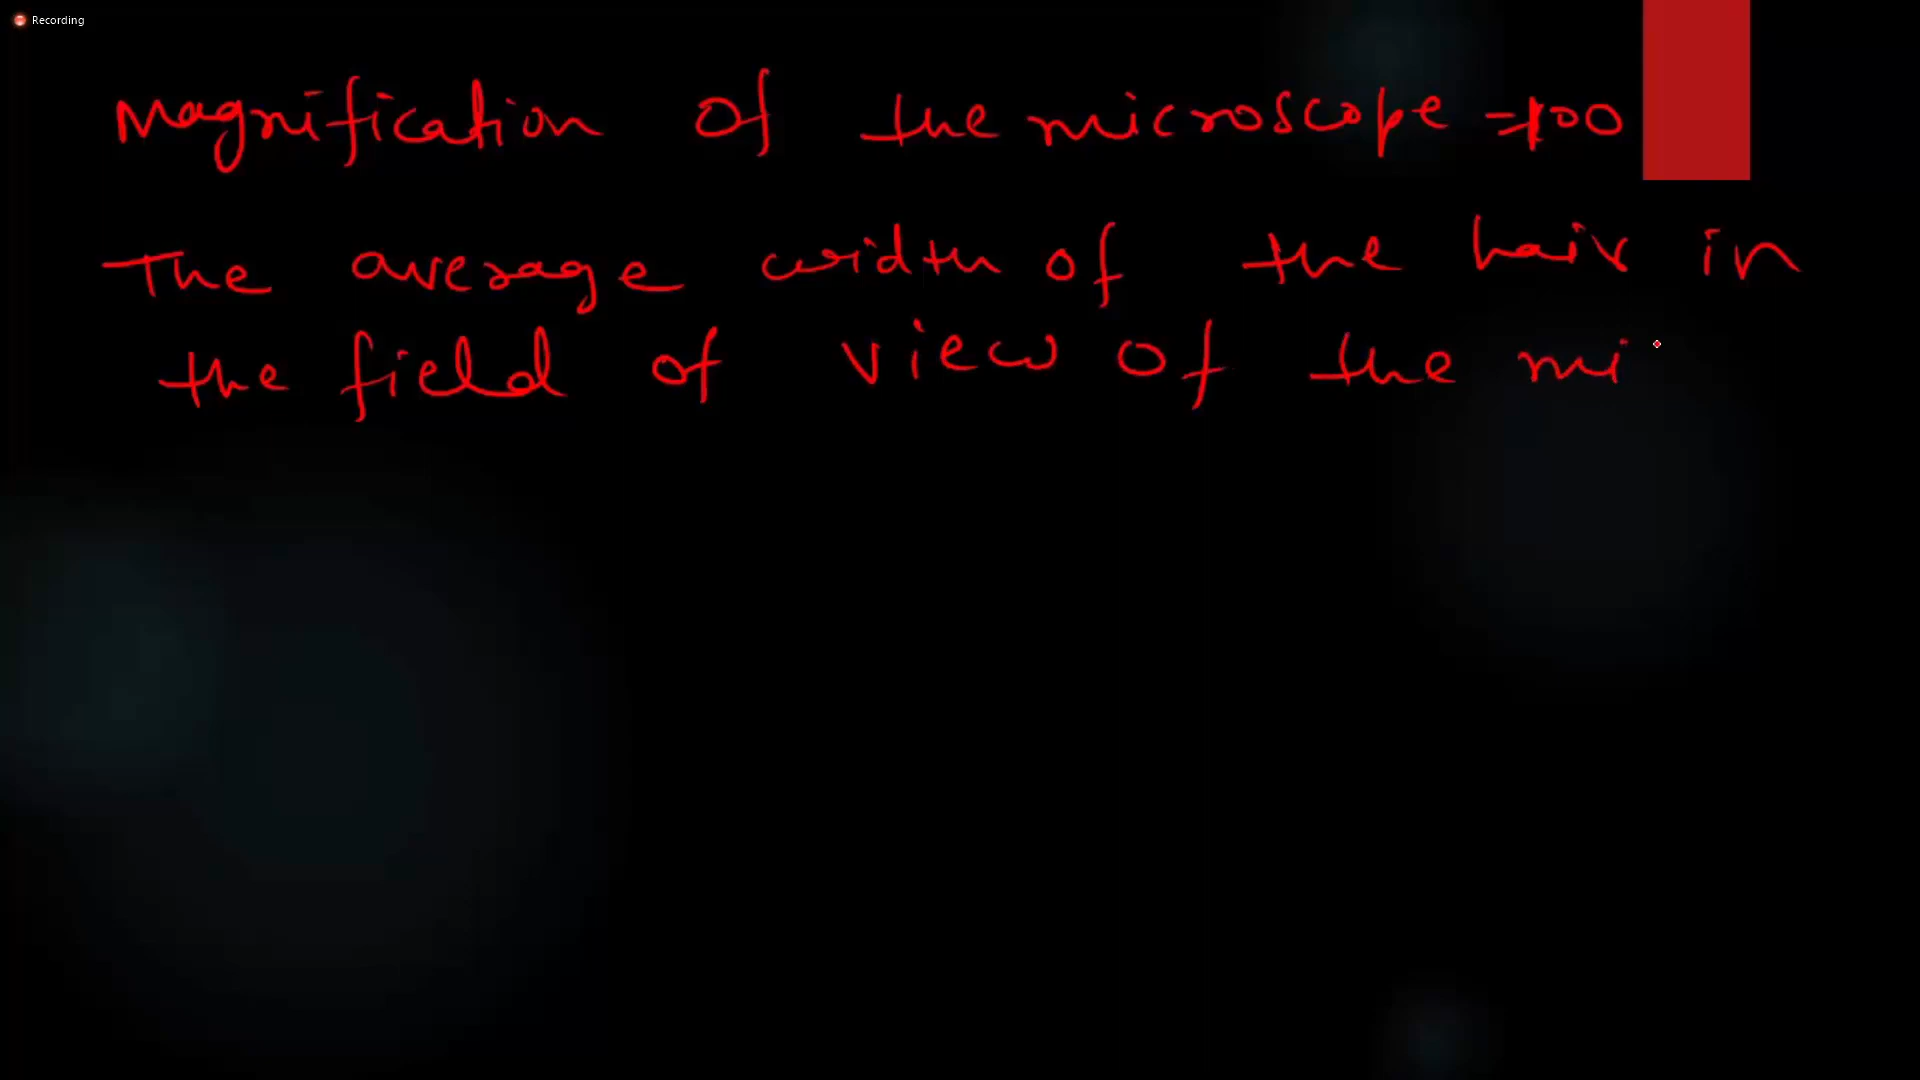 Recording
Magnification of the microscope =100
The average width of the hair in
the field of view of the mi